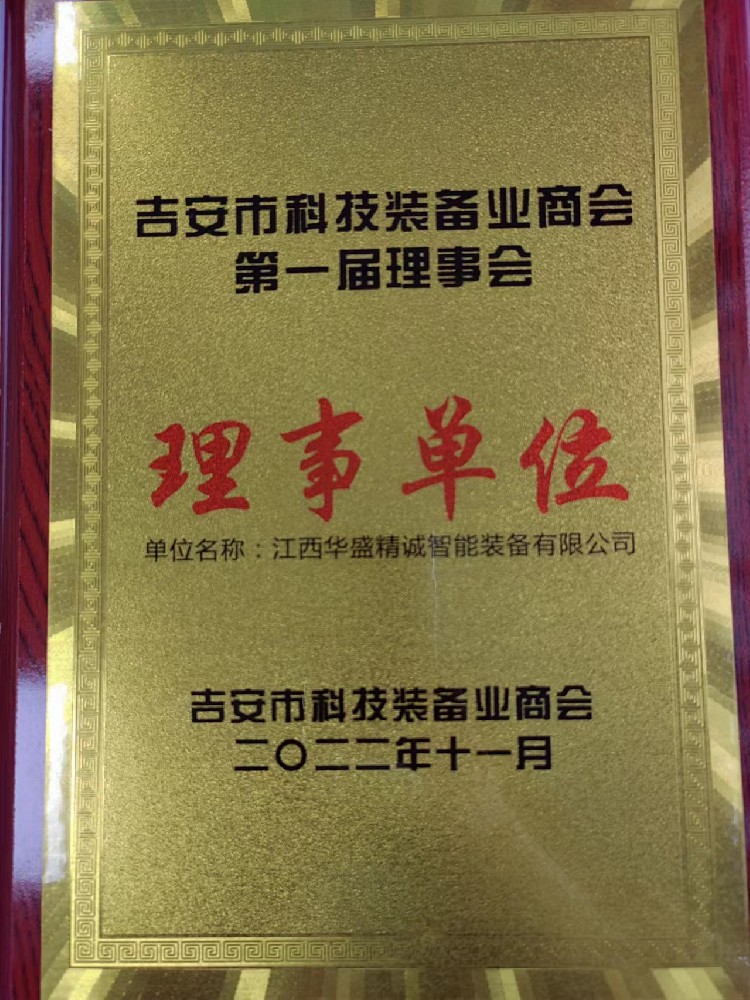 吉安市科技装备业商会
第一届理事会
理事单位
单位名称：江西华盛精诚智能装备有限公司
吉安市科技装备业商会
二〇二二年十一月